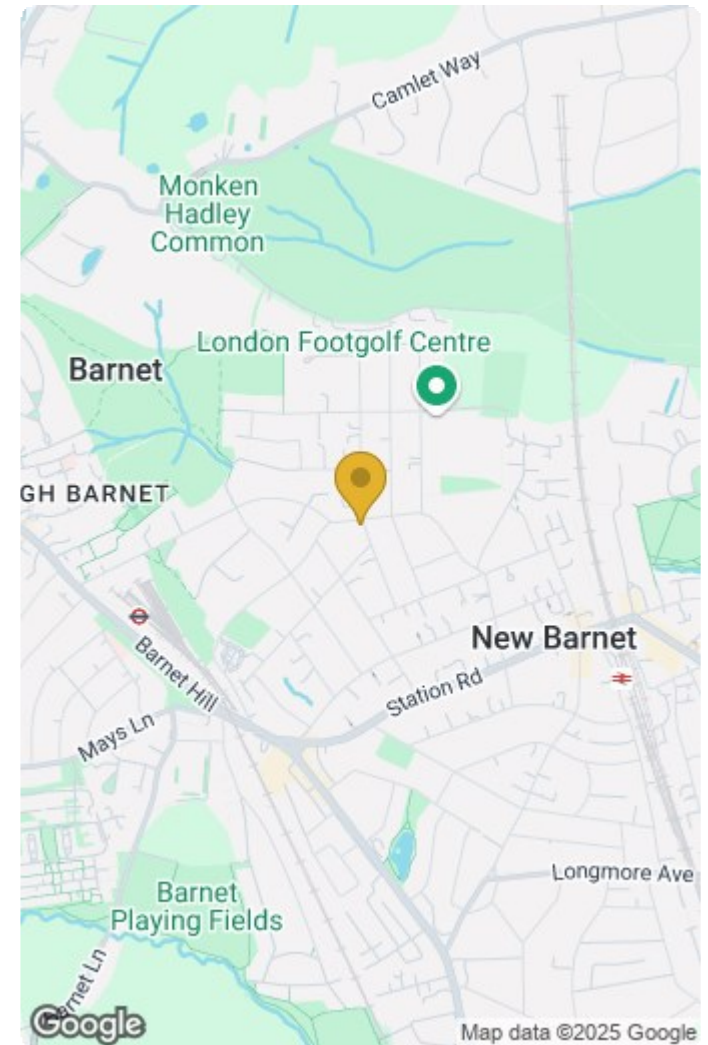 Camlet Way
Monken
Hadley
Common
London Footgolf Centre
Barnet
GH BARNET
New Barnet
Barnet Hill
Station Rd
Mays Ln
Longmore Ave
Barnet
Playing Fields
Barnet Ln
Google
Map data ©2025 Google